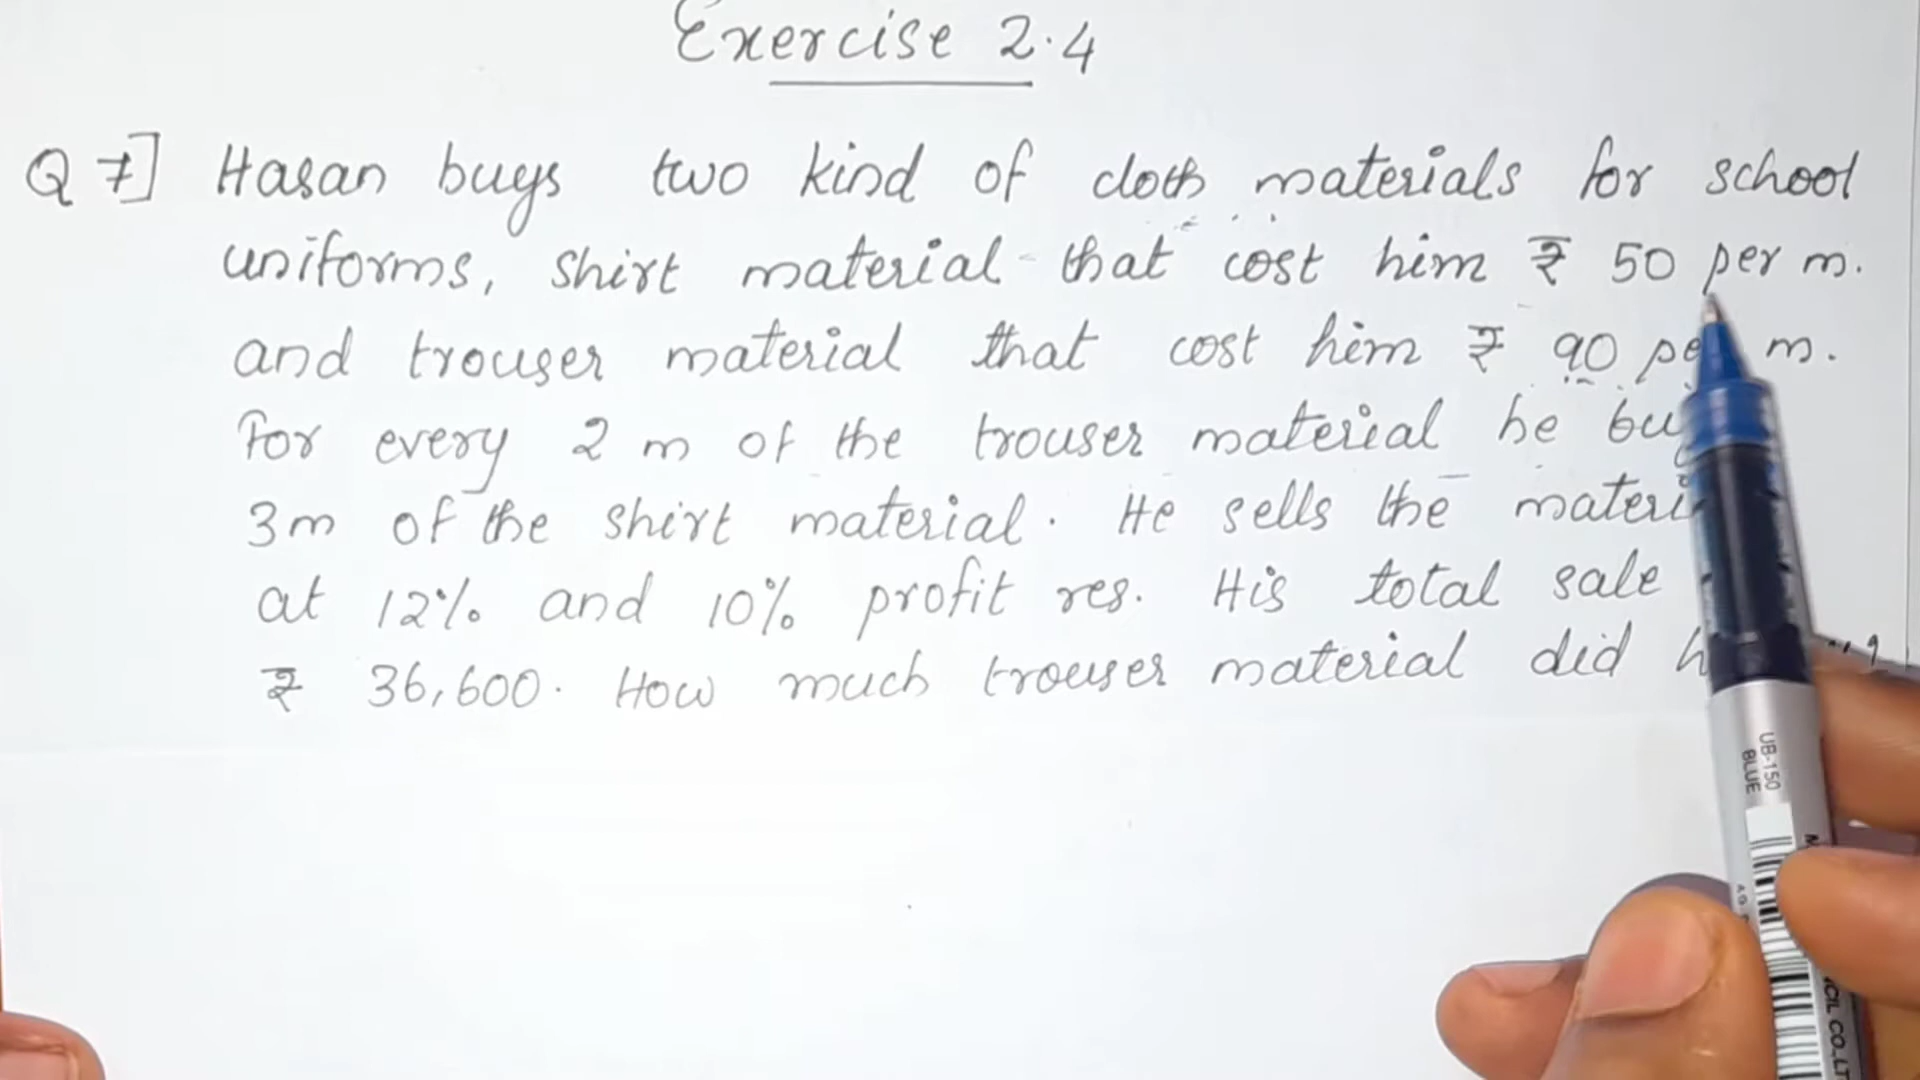 Exercise 2.4
Q 7] Hasan buys two kind of cloth materials for school
uniforms, shirt material that cost him ₹ 50 per m.
and trouser material that cost him ₹ 90 per m.
For every 2 m of the trouser material he
3m of the shirt material. He sells the
at 12% and 10% profit res. His total sale
₹ 36,600. How much trouser material did
UB-150
BLUE